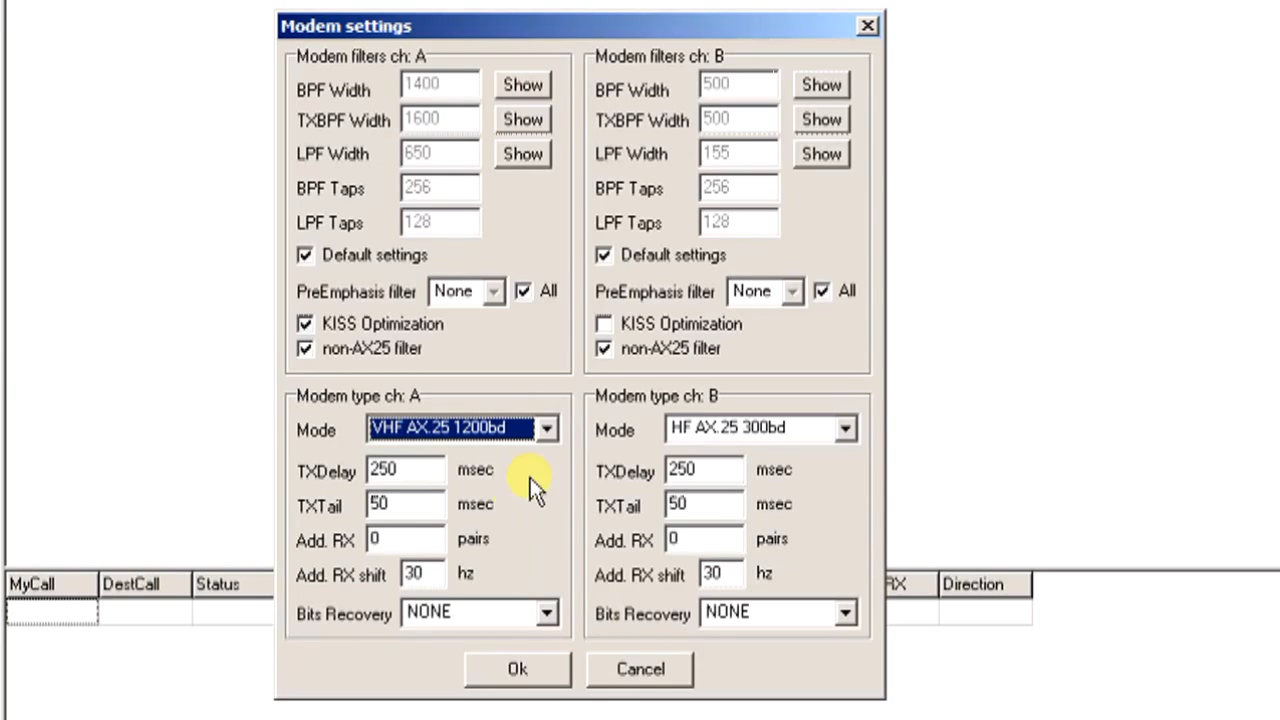 Modem settings
Modem filters ch: A
BPF Width 1400 Show
TXBPF Width 1600 Show
LPF Width 650 Show
BPF Taps 256
LPF Taps 128
Default settings
PreEmphasis filter None All
KISS Optimization
non-AX25 filter
Modem filters ch: B
BPF Width 500 Show
TXBPF Width 500 Show
LPF Width 155 Show
BPF Taps 256
LPF Taps 128
Default settings
PreEmphasis filter None All
KISS Optimization
non-AX25 filter
Modem type ch: A
Mode VHF AX.25 1200bd
TXDelay 250 msec
TXTail 50 msec
Add. RX 0 pairs
Add. RX shift 30 hz
Bits Recovery NONE
Modem type ch: B
Mode HF AX.25 300bd
TXDelay 250 msec
TXTail 50 msec
Add. RX 0 pairs
Add. RX shift 30 hz
Bits Recovery NONE
Ok Cancel
MyCall DestCall Status RX Direction